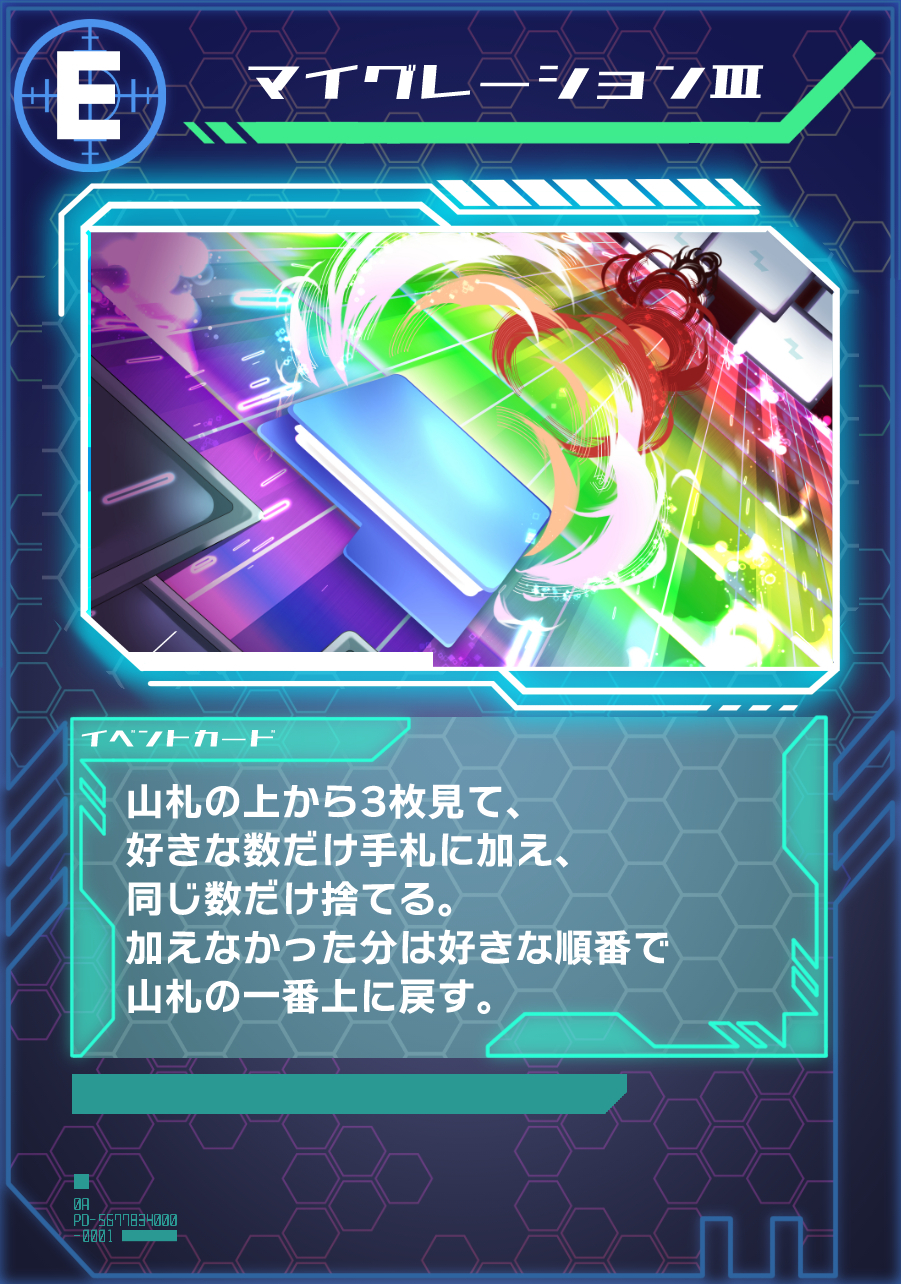 E
マイグレーションIII
イベントカード
山札の上から3枚見て、
好きな数だけ手札に加え、
同じ数だけ捨てる。
加えなかった分は好きな順番で
山札の一番上に戻す。
0A
PD-5677834000
-0001